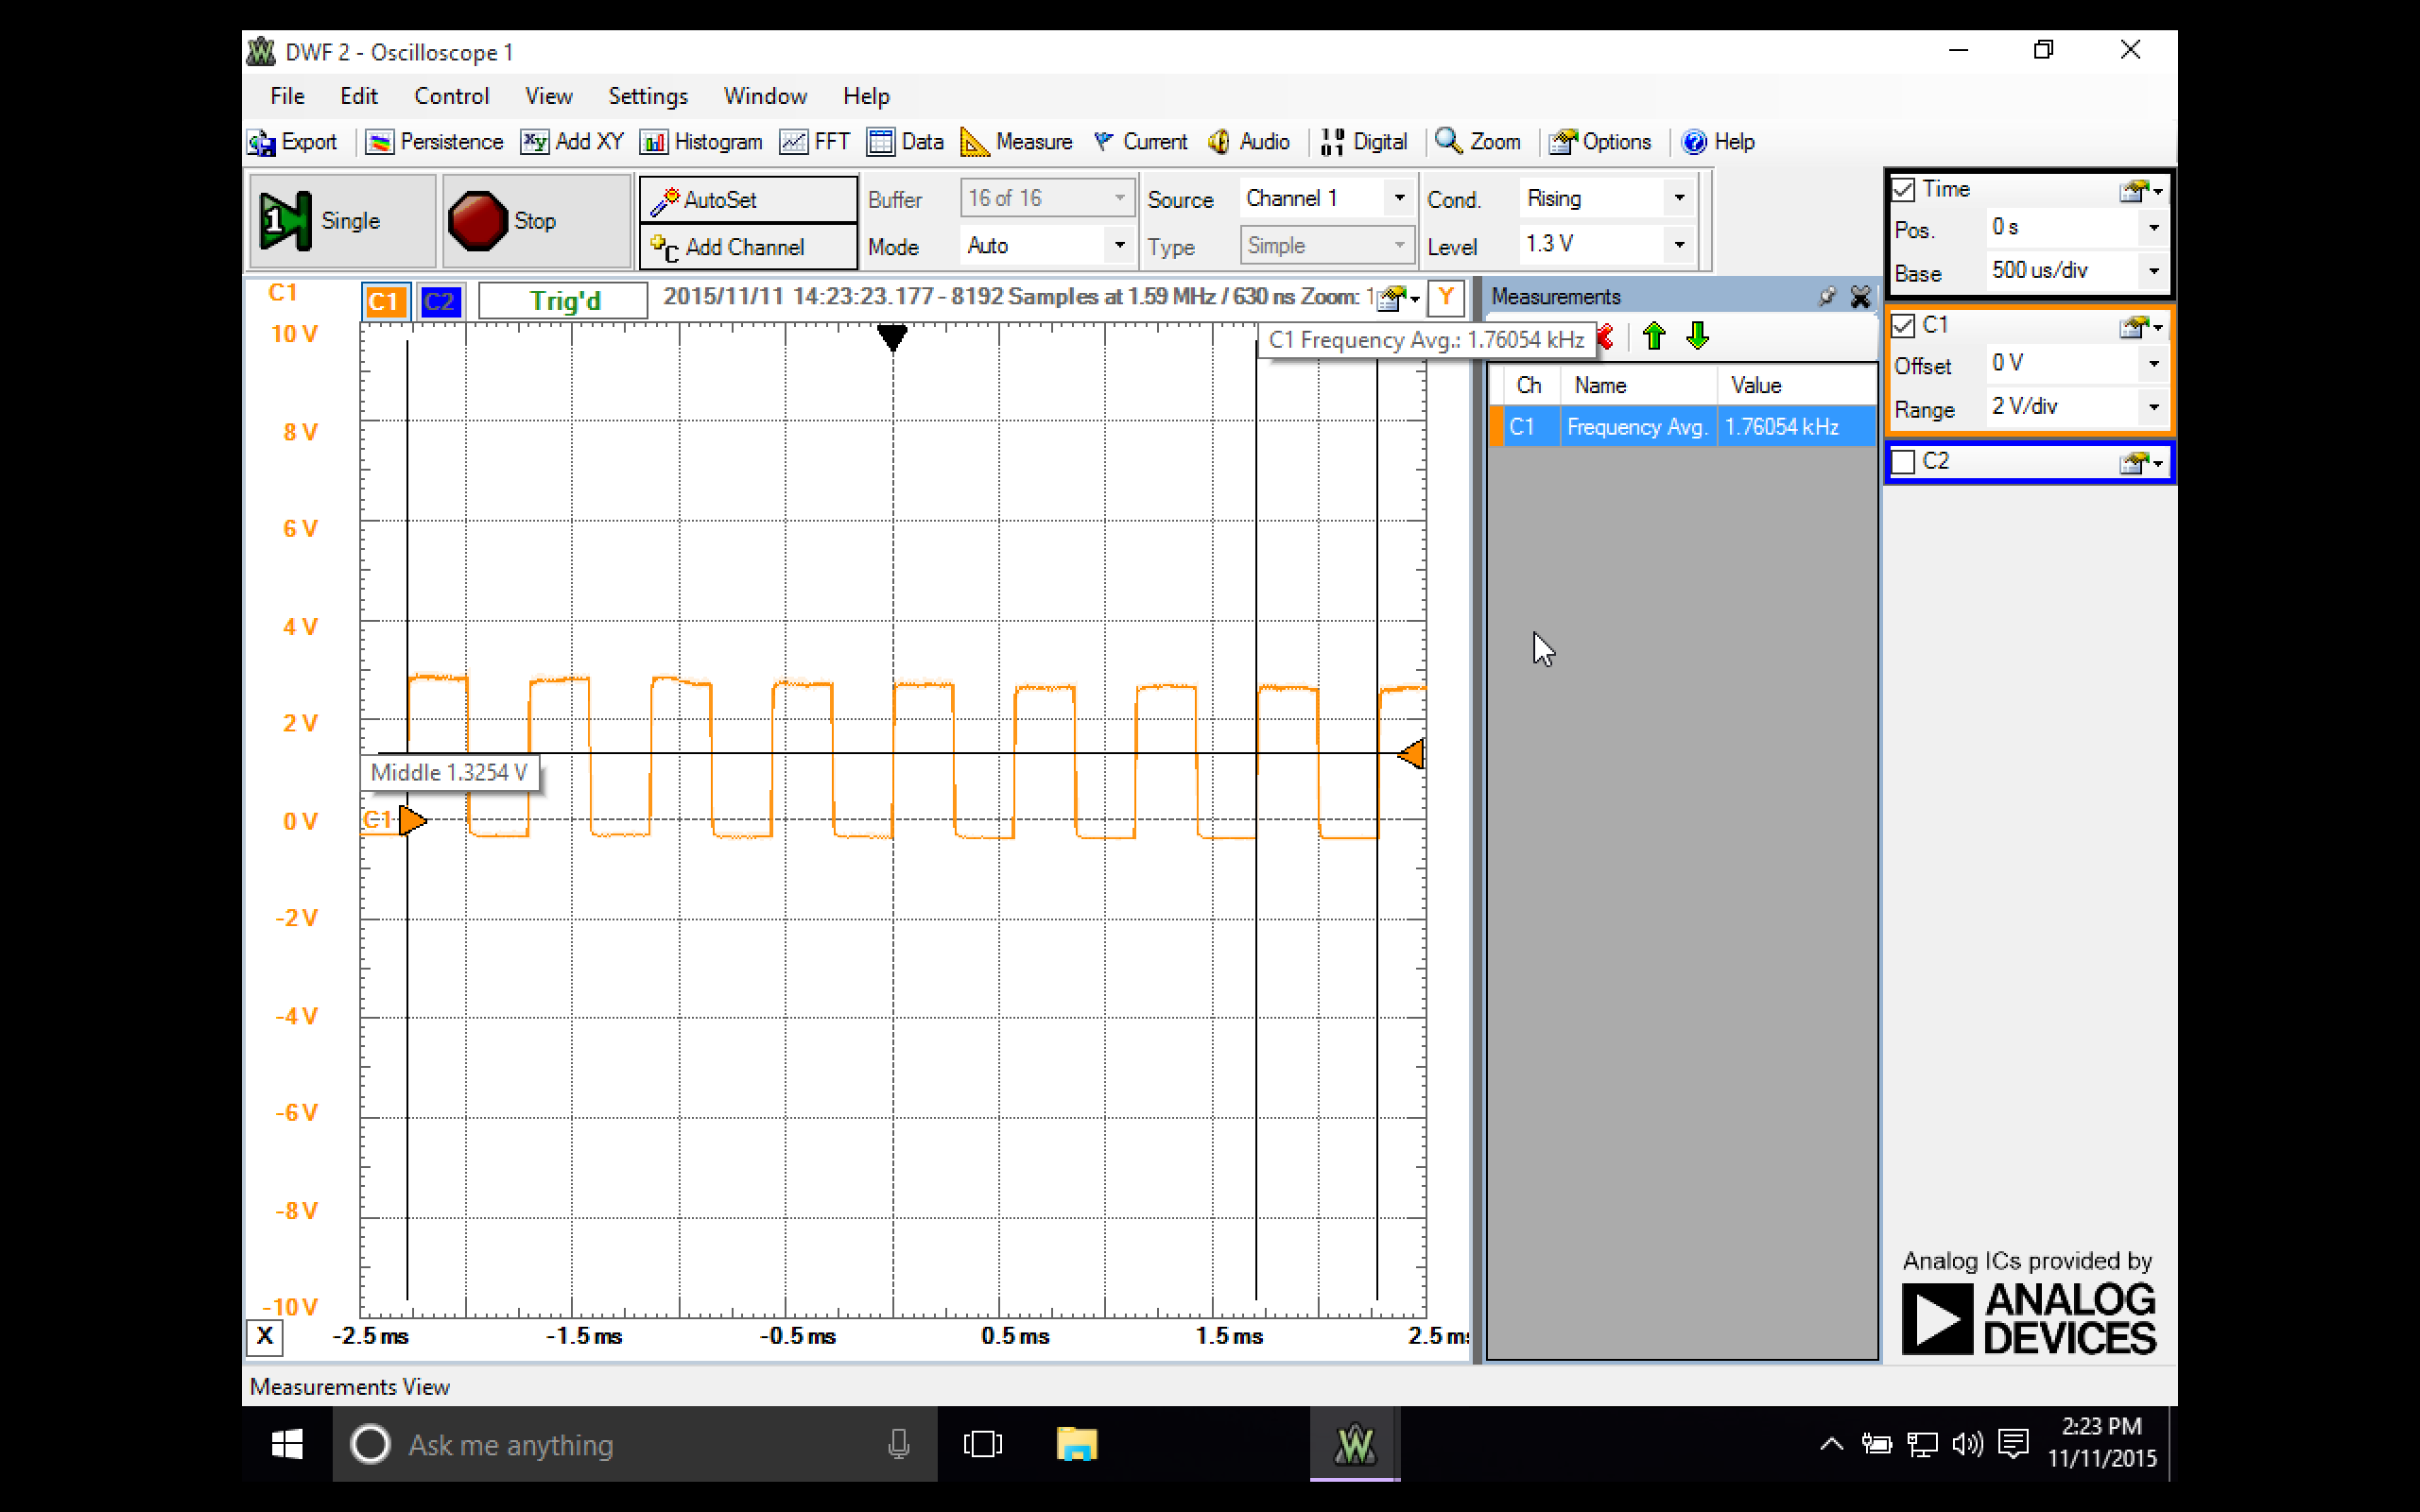 DWF 2 - Oscilloscope 1
File Edit Control View Settings Window Help
Export Persistence Add XY Histogram FFT Data Measure Current Audio Digital Zoom Options Help
Single Stop AutoSet Buffer 16 of 16 Source Channel 1 Cond. Rising
Add Channel Mode Auto Type Simple Level 1.3 V
Time
Pos. 0 s
Base 500 us/div
C1 C1 C2 Trig'd 2015/11/11 14:23:23.177 - 8192 Samples at 1.59 MHz / 630 ns Zoom: 1 Y
Measurements
C1 Frequency Avg.: 1.76054 kHz
Ch Name Value
C1 Frequency Avg. 1.76054 kHz
C1
Offset 0 V
Range 2 V/div
C2
10 V
8 V
6 V
4 V
2 V
Middle 1.3254 V
0 V C1
-2 V
-4 V
-6 V
-8 V
-10 V
X -2.5 ms -1.5 ms -0.5 ms 0.5 ms 1.5 ms 2.5 m
Analog ICs provided by
ANALOG
DEVICES
Measurements View
Ask me anything
2:23 PM
11/11/2015